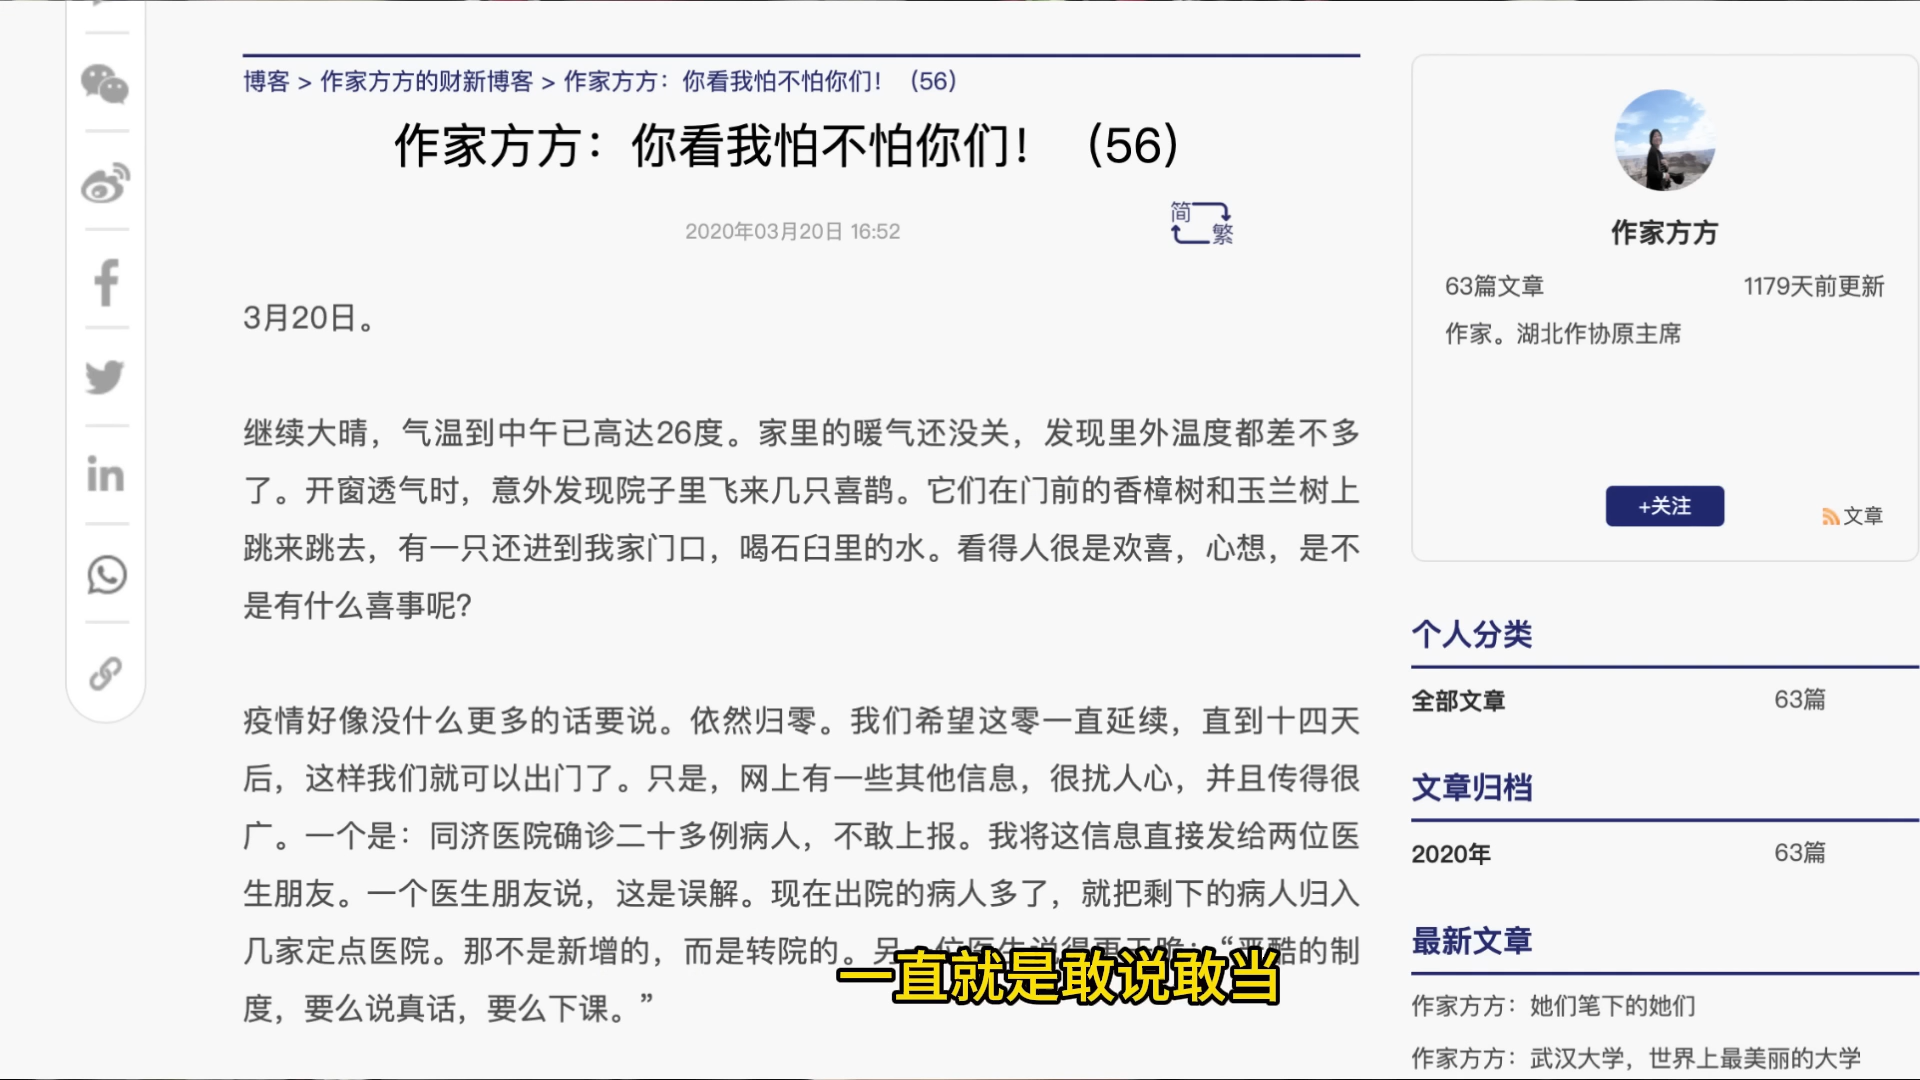 博客 > 作家方方的财新博客 > 作家方方：你看我怕不怕你们！（56）
作家方方：你看我怕不怕你们！（56）
2020年03月20日 16:52
简
繁
3月20日。
继续大晴，气温到中午已高达26度。家里的暖气还没关，发现里外温度都差不多
了。开窗透气时，意外发现院子里飞来几只喜鹊。它们在门前的香樟树和玉兰树上
跳来跳去，有一只还进到我家门口，喝石臼里的水。看得人很是欢喜，心想，是不
是有什么喜事呢？
疫情好像没什么更多的话要说。依然归零。我们希望这零一直延续，直到十四天
后，这样我们就可以出门了。只是，网上有一些其他信息，很扰人心，并且传得很
广。一个是：同济医院确诊二十多例病人，不敢上报。我将这信息直接发给两位医
生朋友。一个医生朋友说，这是误解。现在出院的病人多了，就把剩下的病人归入
几家定点医院。那不是新增的，而是转院的。另一位医生说得更干脆：“严酷的制
度，要么说真话，要么下课。”
一直就是敢说敢当
作家方方
63篇文章 1179天前更新
作家。湖北作协原主席
+关注
文章
个人分类
全部文章 63篇
文章归档
2020年 63篇
最新文章
作家方方：她们笔下的她们
作家方方：武汉大学，世界上最美丽的大学